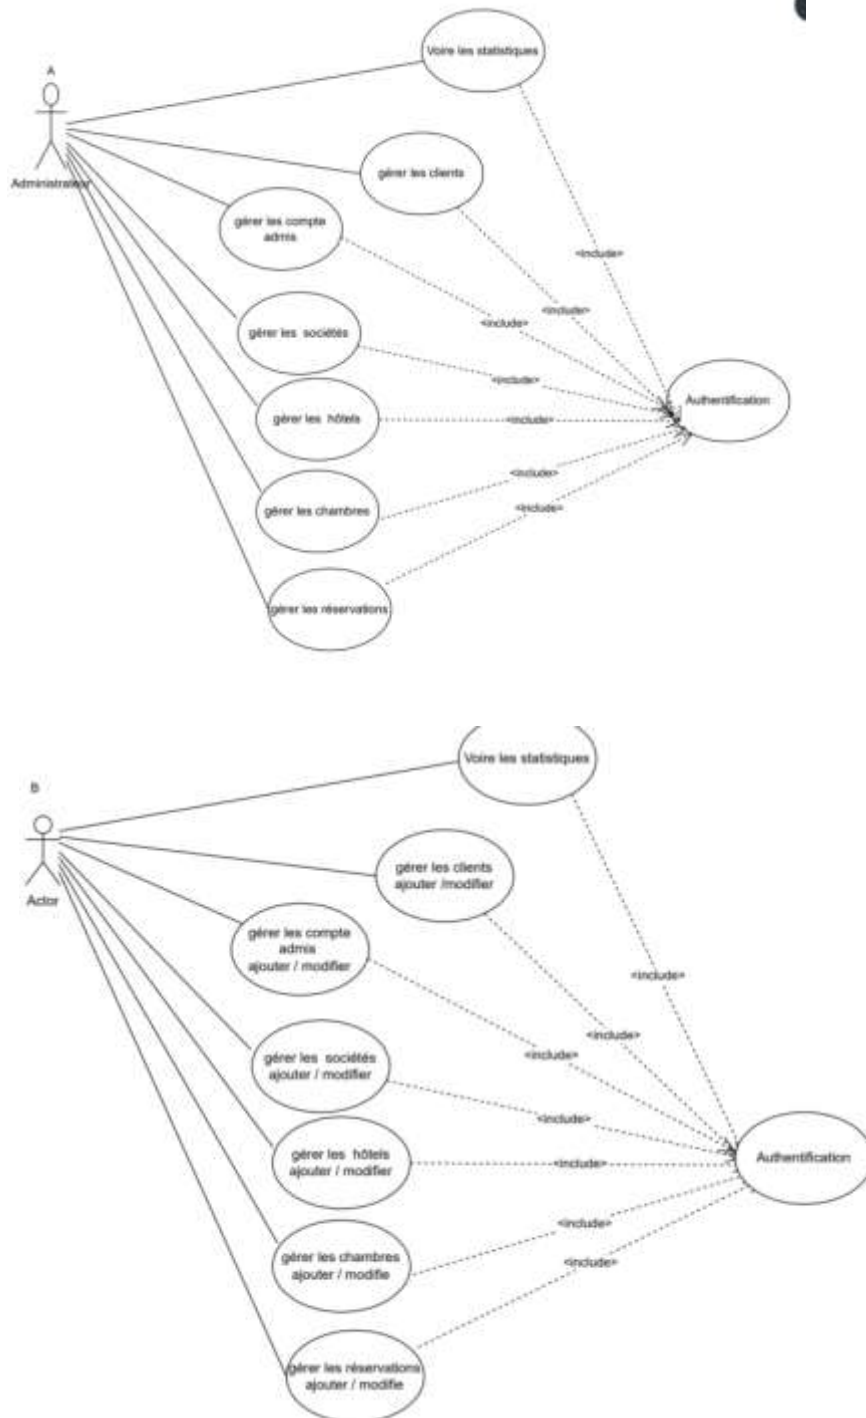 Voire les statistiques
A
Administrateur
gérer les clients
gérer les compte
admis
<include>
<include>
<include>
gérer les sociétés
<include>
Authentification
gérer les hôtels
<include>
<include>
gérer les chambres
<include>
gérer les réservations
Voire les statistiques
B
Actor
gérer les clients
ajouter /modifier
gérer les compte
admis
ajouter / modifier
<include>
<include>
<include>
gérer les sociétés
ajouter / modifier
<include>
gérer les hôtels
ajouter / modifier
<include>
Authentification
<include>
gérer les chambres
ajouter / modifie
<include>
gérer les réservations
ajouter / modifie